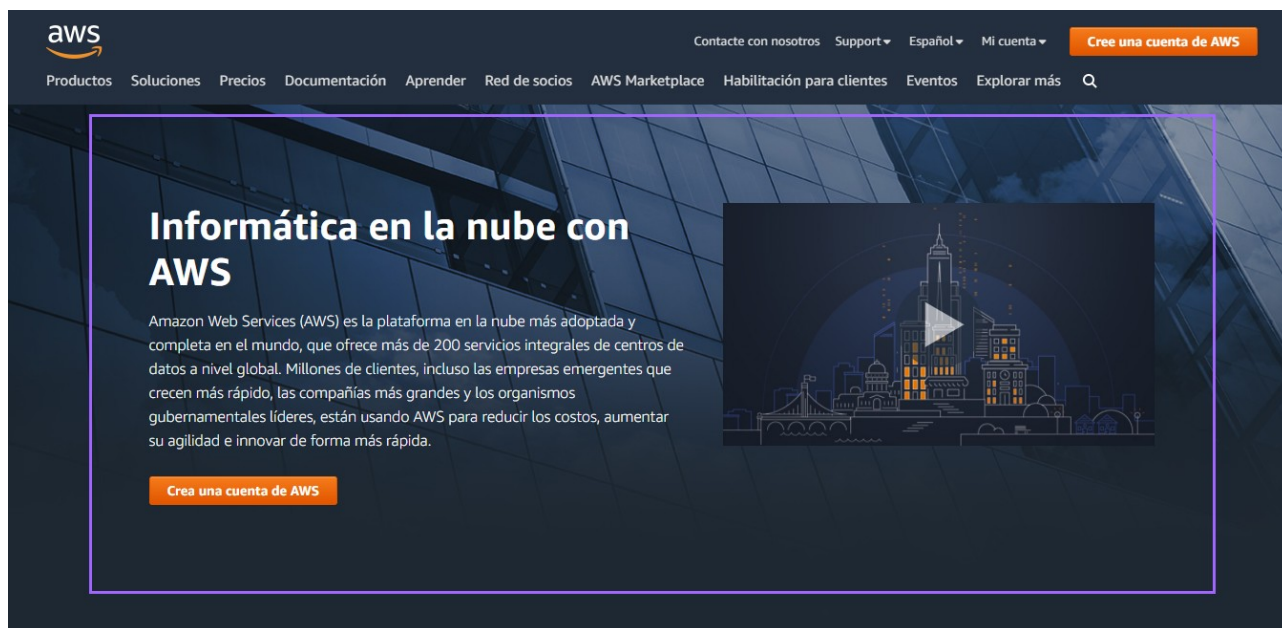 aws
Contacte con nosotros Support Español Mi cuenta Cree una cuenta de AWS
Productos Soluciones Precios Documentación Aprender Red de socios AWS Marketplace Habilitación para clientes Eventos Explorar más
Informática en la nube con
AWS
Amazon Web Services (AWS) es la plataforma en la nube más adoptada y
completa en el mundo, que ofrece más de 200 servicios integrales de centros de
datos a nivel global. Millones de clientes, incluso las empresas emergentes que
crecen más rápido, las compañías más grandes y los organismos
gubernamentales líderes, están usando AWS para reducir los costos, aumentar
su agilidad e innovar de forma más rápida.
Crea una cuenta de AWS